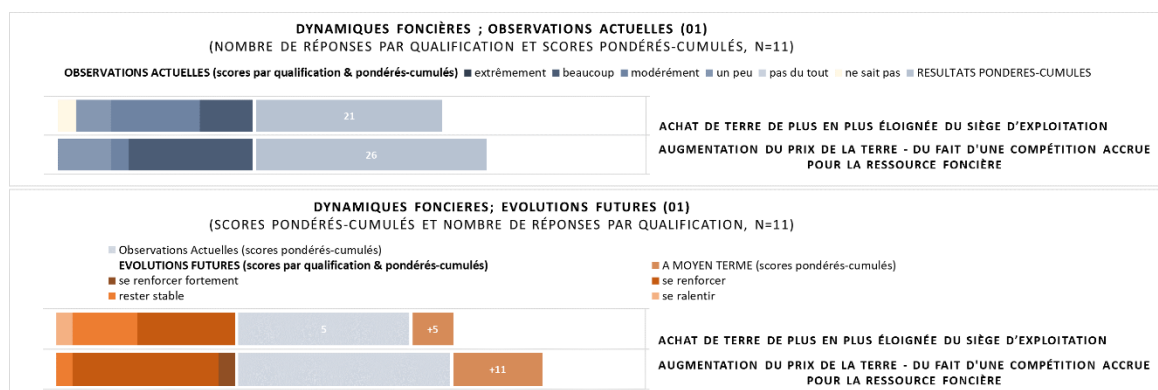 DYNAMIQUES FONCIÈRES ; OBSERVATIONS ACTUELLES (01)
(NOMBRE DE RÉPONSES PAR QUALIFICATION ET SCORES PONDÉRÉS-CUMULÉS, N=11)
OBSERVATIONS ACTUELLES (scores par qualification & pondérés-cumulés) extrêmement beaucoup modérément un peu pas du tout ne sait pas RESULTATS PONDERES-CUMULES
21
ACHAT DE TERRE DE PLUS EN PLUS ÉLOIGNÉE DU SIÈGE D'EXPLOITATION
26
AUGMENTATION DU PRIX DE LA TERRE - DU FAIT D'UNE COMPÉTITION ACCRUE
POUR LA RESSOURCE FONCIÈRE
DYNAMIQUES FONCIERES; EVOLUTIONS FUTURES (01)
(SCORES PONDÉRÉS-CUMULÉS ET NOMBRE DE RÉPONSES PAR QUALIFICATION, N=11)
Observations Actuelles (scores pondérés-cumulés)
EVOLUTIONS FUTURES (scores par qualification & pondérés-cumulés)
A MOYEN TERME (scores pondérés-cumulés)
se renforcer fortement
se renforcer
rester stable
se ralentir
5 +5
ACHAT DE TERRE DE PLUS EN PLUS ÉLOIGNÉE DU SIÈGE D'EXPLOITATION
+11
AUGMENTATION DU PRIX DE LA TERRE - DU FAIT D'UNE COMPÉTITION ACCRUE
POUR LA RESSOURCE FONCIÈRE